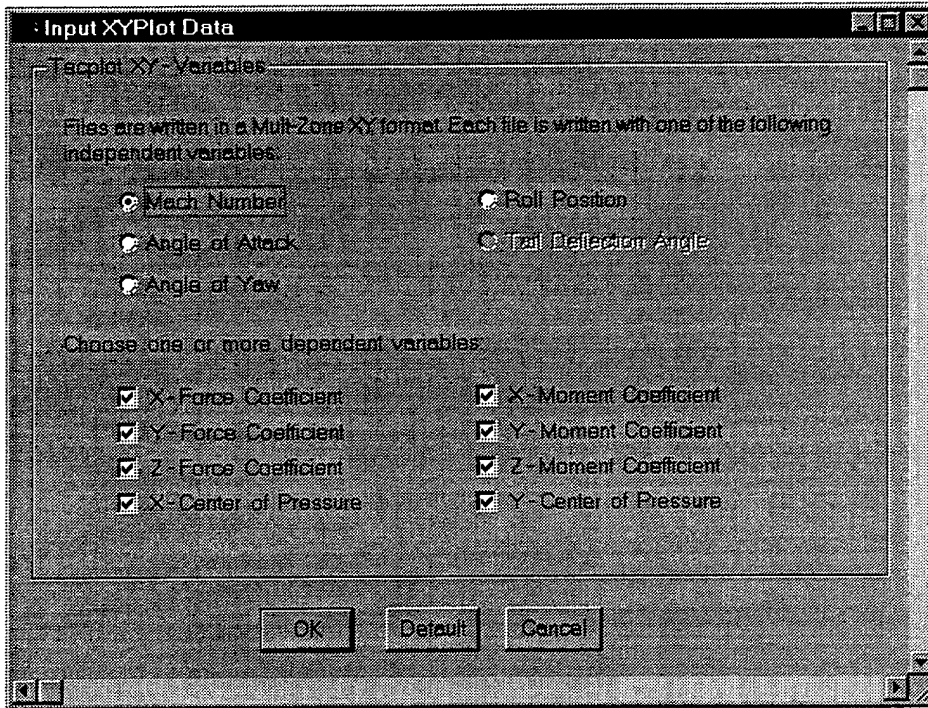 Input XYPlot Data
Tecplot XY-Variables
Files are written in a Mulit-Zone XY format. Each file is written with one of the following
independent variables:
Mach Number
Roll Position
Angle of Attack
Tail Deflection Angle
Angle of Yaw
Choose one or more dependent variables:
X-Force Coefficient
X-Moment Coefficient
Y-Force Coefficient
Y-Moment Coefficient
Z-Force Coefficient
Z-Moment Coefficient
X-Center of Pressure
Y-Center of Pressure
OK
Default
Cancel